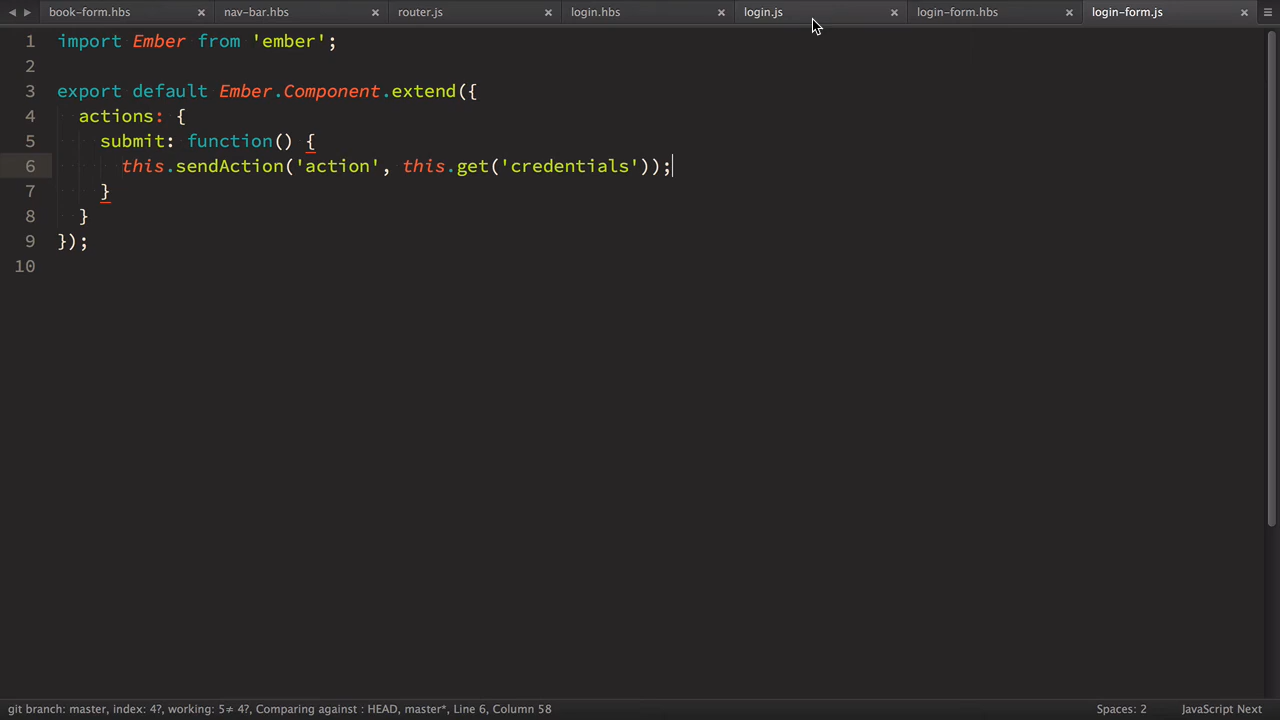 book-form.hbs × nav-bar.hbs × router.js × login.hbs × login.js × login-form.hbs × login-form.js ×
1 import Ember from 'ember';
2
3 export default Ember.Component.extend({
4 actions: {
5 submit: function() {
6 this.sendAction('action', this.get('credentials'));
7 }
8 }
9 });
10
git branch: master, index: 4?, working: 5≠ 4?, Comparing against : HEAD, master*, Line 6, Column 58 Spaces: 2 JavaScript Next